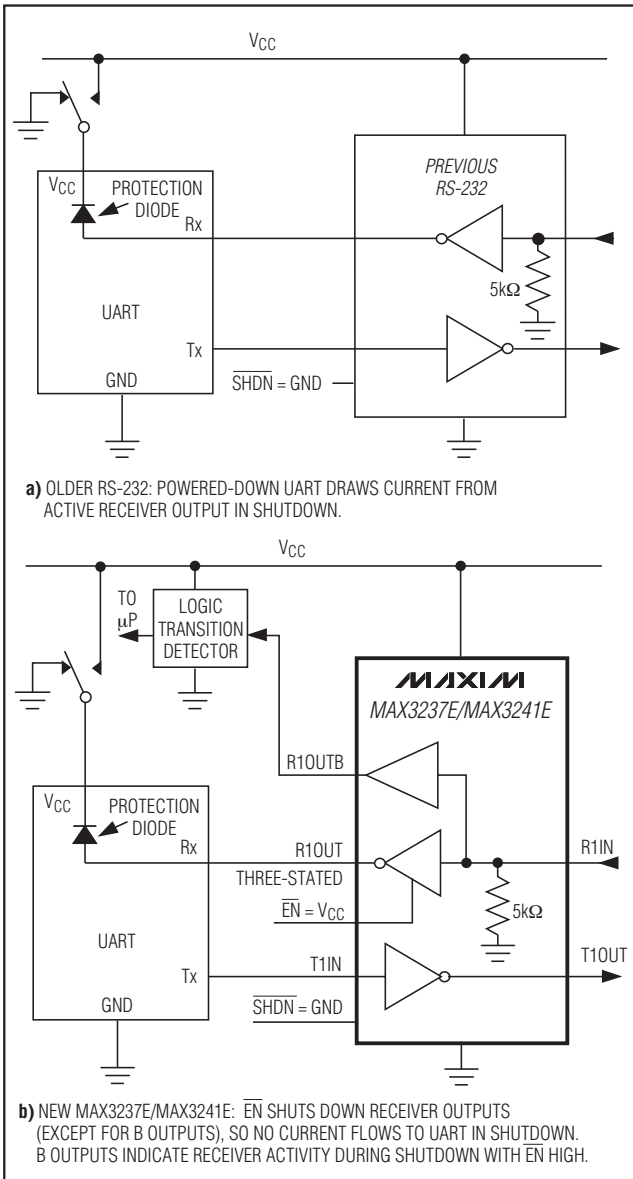 VCC
PREVIOUS
RS-232
VCC
PROTECTION
DIODE
Rx
5kΩ
UART
Tx
GND
SHDN = GND
a) OLDER RS-232: POWERED-DOWN UART DRAWS CURRENT FROM
ACTIVE RECEIVER OUTPUT IN SHUTDOWN.
VCC
TO
μP
LOGIC
TRANSITION
DETECTOR
MAXIM
MAX3237E/MAX3241E
R1OUTB
VCC
PROTECTION
DIODE
Rx
R1OUT
R1IN
THREE-STATED
EN = VCC
5kΩ
UART
Tx
T1IN
T1OUT
GND
SHDN = GND
b) NEW MAX3237E/MAX3241E: EN SHUTS DOWN RECEIVER OUTPUTS
(EXCEPT FOR B OUTPUTS), SO NO CURRENT FLOWS TO UART IN SHUTDOWN.
B OUTPUTS INDICATE RECEIVER ACTIVITY DURING SHUTDOWN WITH EN HIGH.